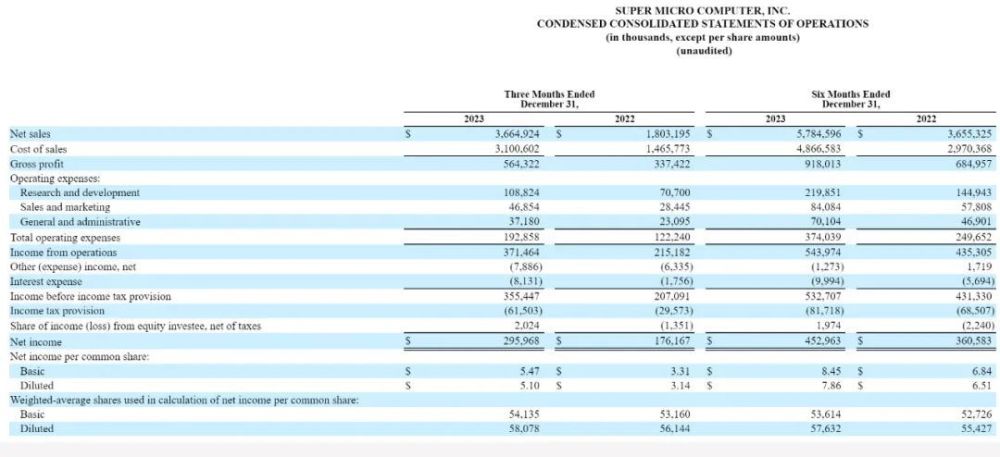 SUPER MICRO COMPUTER, INC.
CONDENSED CONSOLIDATED STATEMENTS OF OPERATIONS
(in thousands, except per share amounts)
(unaudited)
Three Months Ended December 31, Six Months Ended December 31,
2023 2022 2023 2022
Net sales $ 3,664,924 $ 1,803,195 $ 5,784,596 $ 3,655,325
Cost of sales 3,100,602 1,465,773 4,866,583 2,970,368
Gross profit 564,322 337,422 918,013 684,957
Operating expenses:
Research and development 108,824 70,700 219,851 144,943
Sales and marketing 46,854 28,445 84,084 57,808
General and administrative 37,180 23,095 70,104 46,901
Total operating expenses 192,858 122,240 374,039 249,652
Income from operations 371,464 215,182 543,974 435,305
Other (expense) income, net (7,886) (6,335) (1,273) 1,719
Interest expense (8,131) (1,756) (9,994) (5,694)
Income before income tax provision 355,447 207,091 532,707 431,330
Income tax provision (61,503) (29,573) (81,718) (68,507)
Share of income (loss) from equity investee, net of taxes 2,024 (1,351) 1,974 (2,240)
Net income $ 295,968 $ 176,167 $ 452,963 $ 360,583
Net income per common share:
Basic $ 5.47 $ 3.31 $ 8.45 $ 6.84
Diluted $ 5.10 $ 3.14 $ 7.86 $ 6.51
Weighted-average shares used in calculation of net income per common share:
Basic 54,135 53,160 53,614 52,726
Diluted 58,078 56,144 57,632 55,427